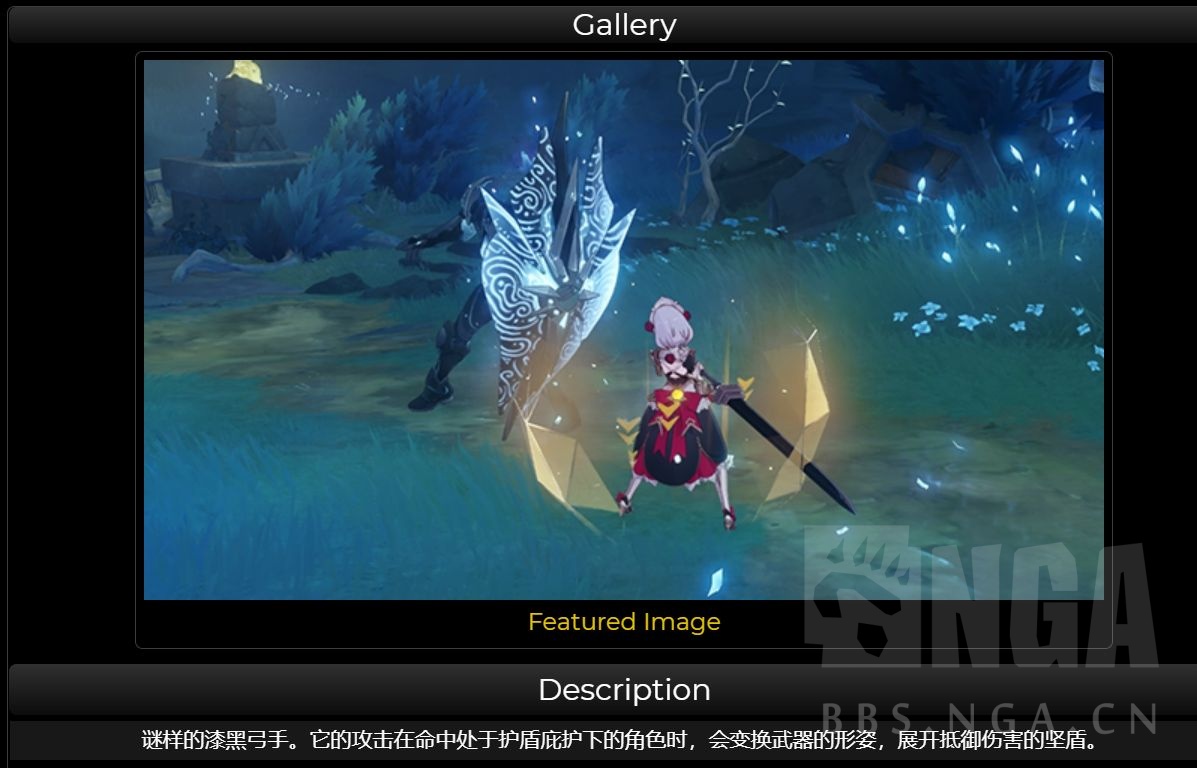 Gallery
Featured Image
NGA
Description
BBS.NGA.CN
谜样的漆黑弓手。它的攻击在命中处于护盾庇护下的角色时，会变换武器的形姿，展开抵御伤害的坚盾。